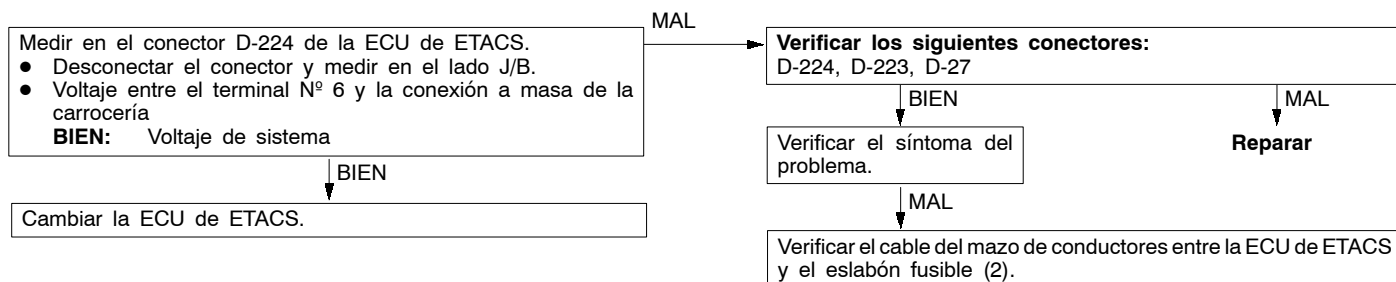 MAL
Medir en el conector D-224 de la ECU de ETACS.
● Desconectar el conector y medir en el lado J/B.
● Voltaje entre el terminal Nº 6 y la conexión a masa de la
carrocería
BIEN: Voltaje de sistema
BIEN
Cambiar la ECU de ETACS.
Verificar los siguientes conectores:
D-224, D-223, D-27
BIEN
MAL
Verificar el síntoma del
problema.
Reparar
MAL
Verificar el cable del mazo de conductores entre la ECU de ETACS
y el eslabón fusible (2).